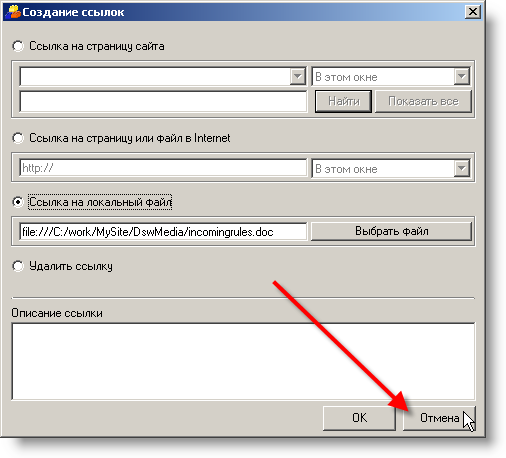 Создание ссылок
Ссылка на страницу сайта
В этом окне
Найти Показать все
Ссылка на страницу или файл в Internet
http:// В этом окне
Ссылка на локальный файл
file:///C:/work/MySite/DswMedia/incomingrules.doc Выбрать файл
Удалить ссылку
Описание ссылки
OK Отмена